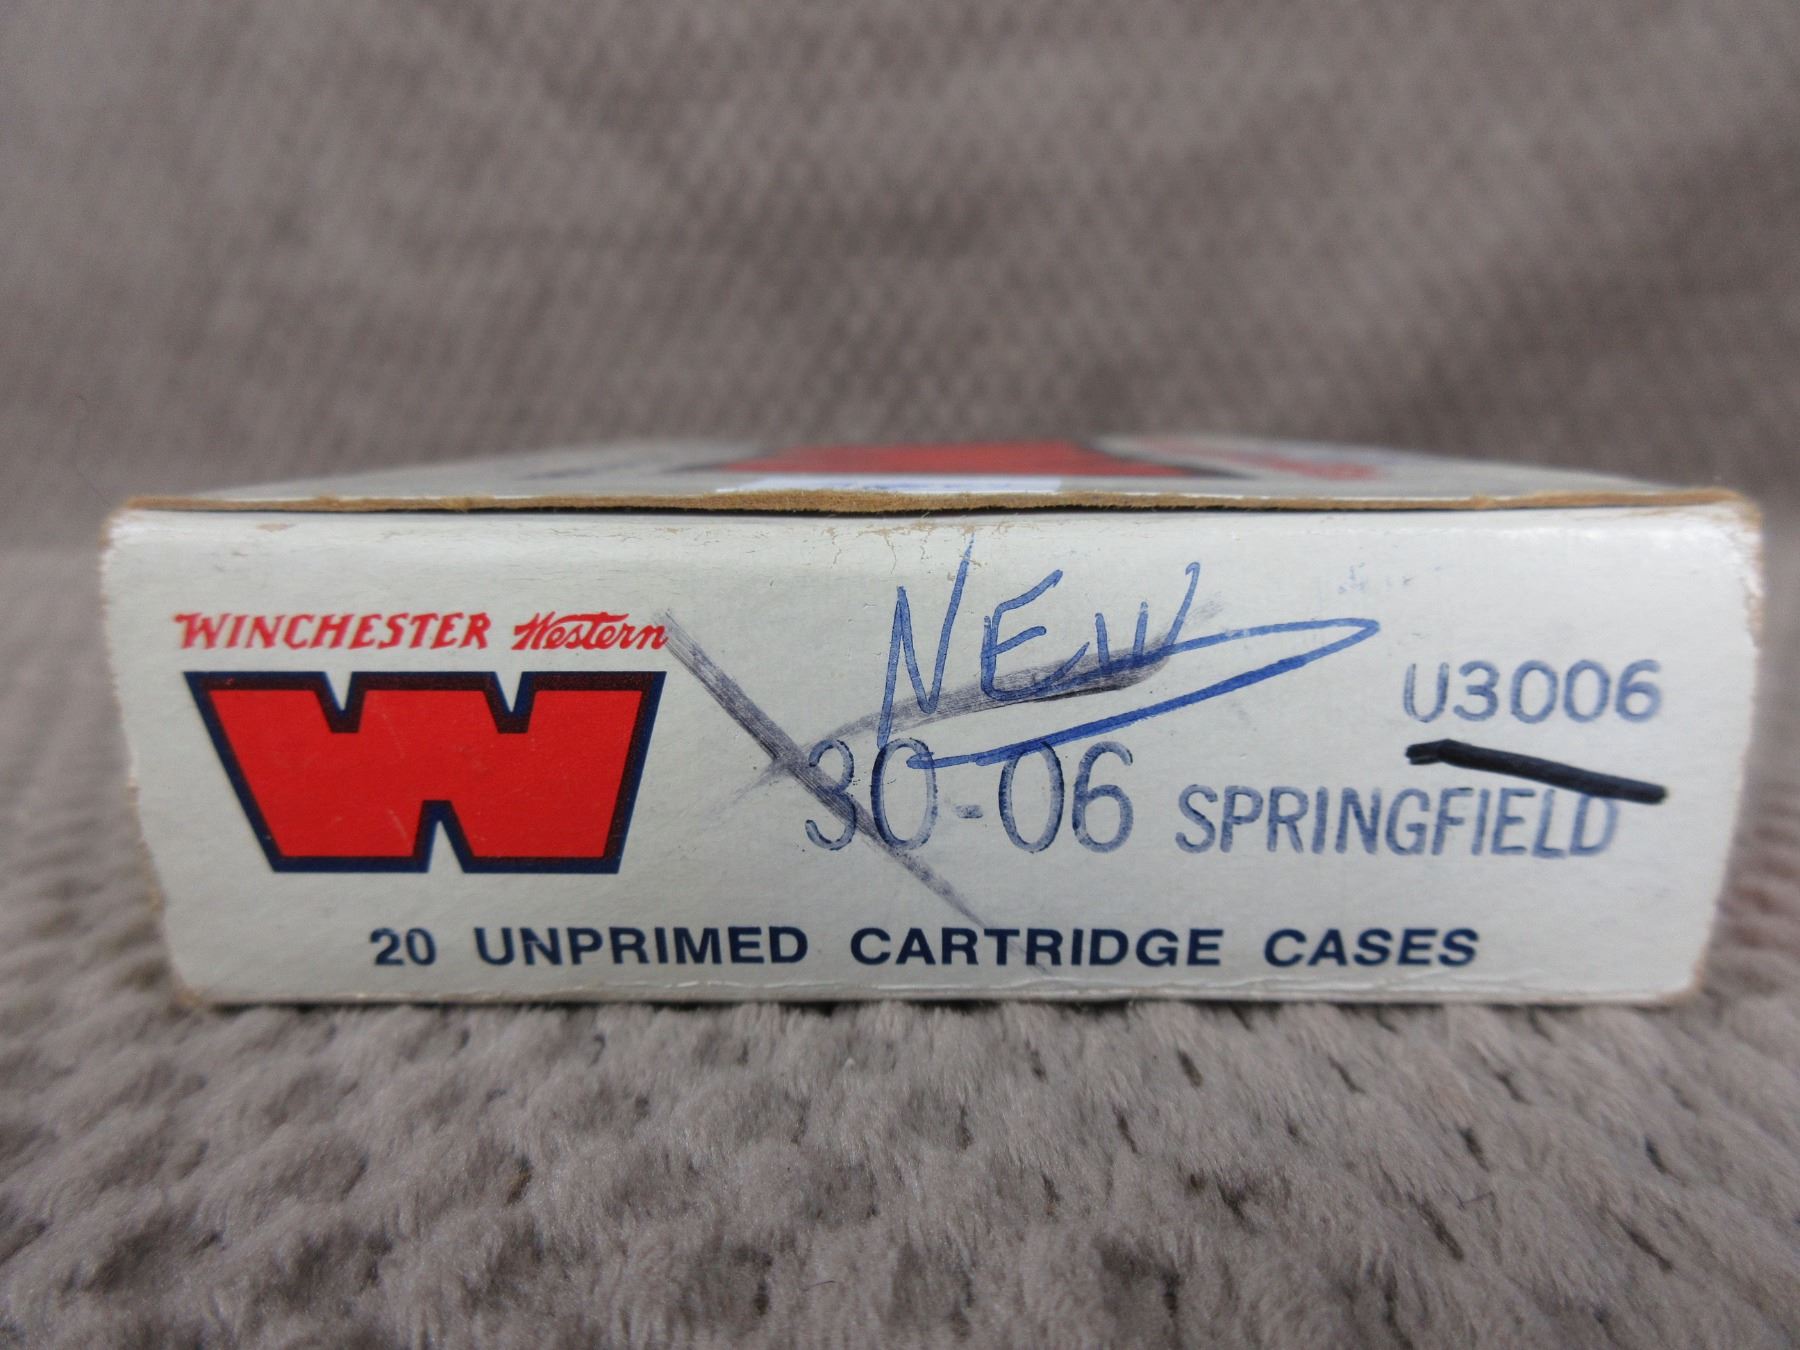 WINCHESTER Western
W
NEW
U3006
30-06 SPRINGFIELD
20 UNPRIMED CARTRIDGE CASES